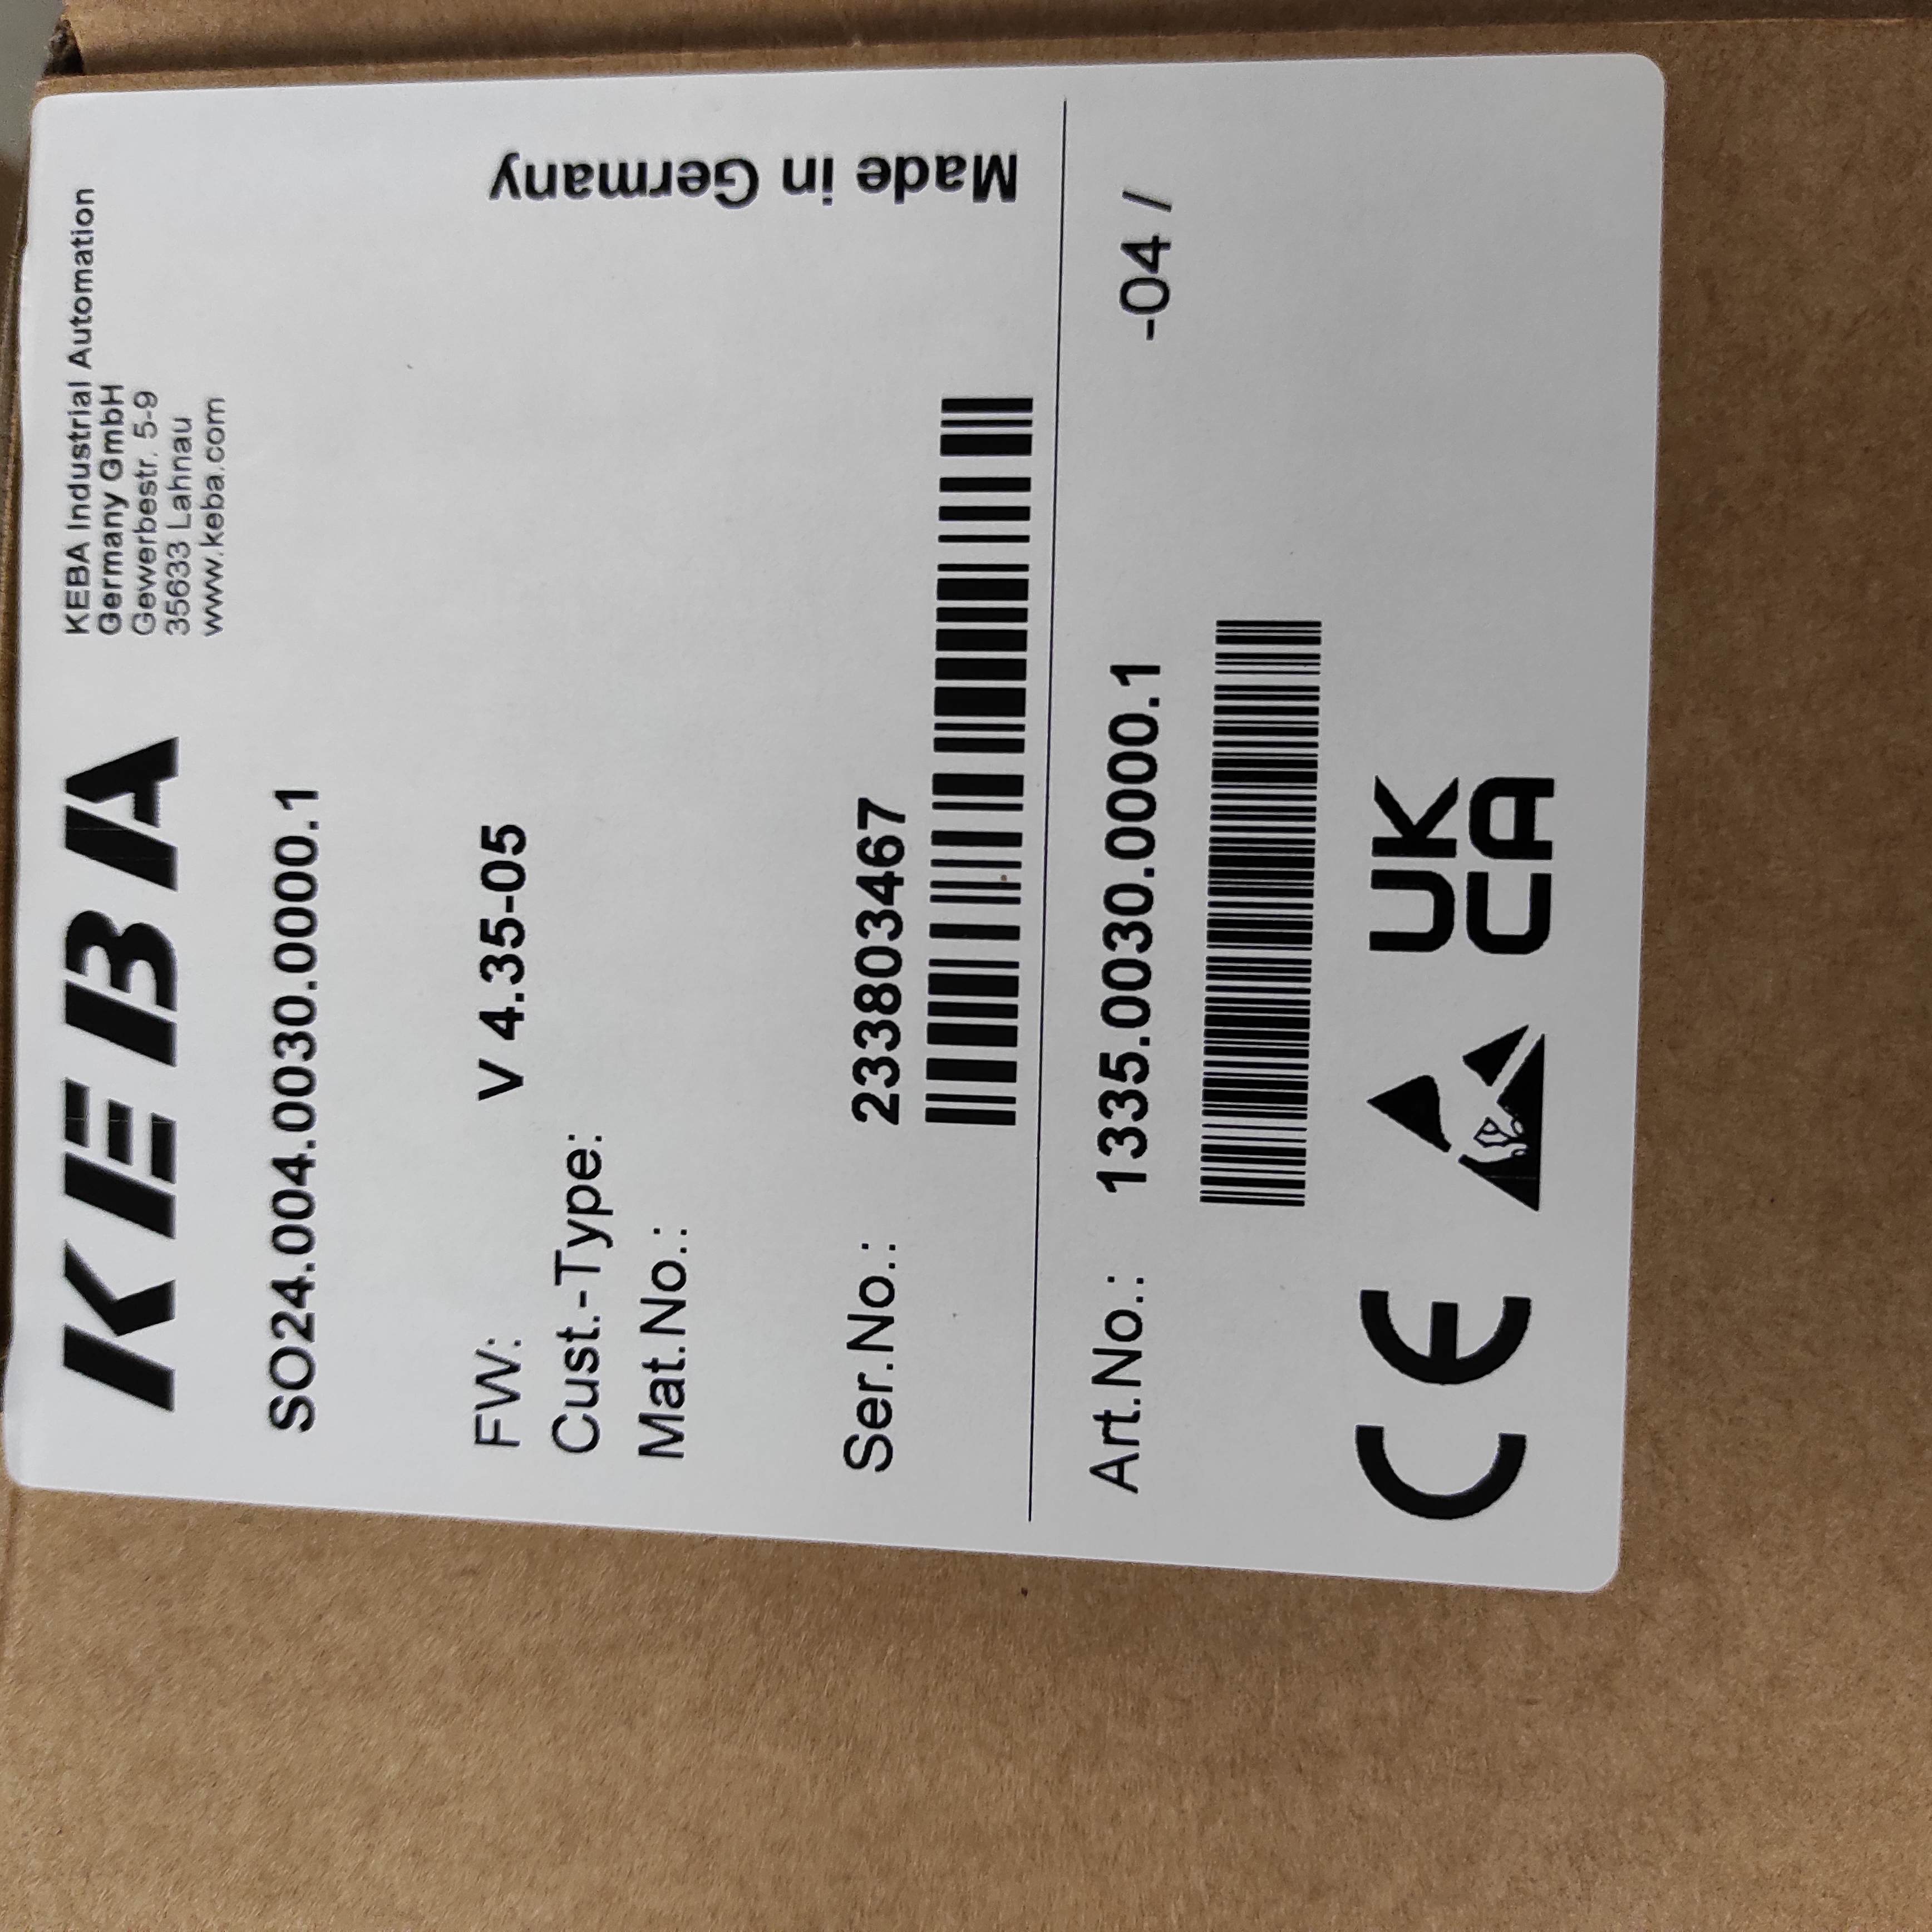 KEBA
KEBA Industrial Automation
Germany GmbH
Gewerbestr. 5-9
35633 Lahnau
www.keba.com
SO24.004.0030.0000.1
FW: V 4.35-05
Cust.-Type:
Mat.No.:
Ser.No.: 233803467
Made in Germany
Art.No.: 1335.0030.0000.1 -04 /
CE
UK
CA